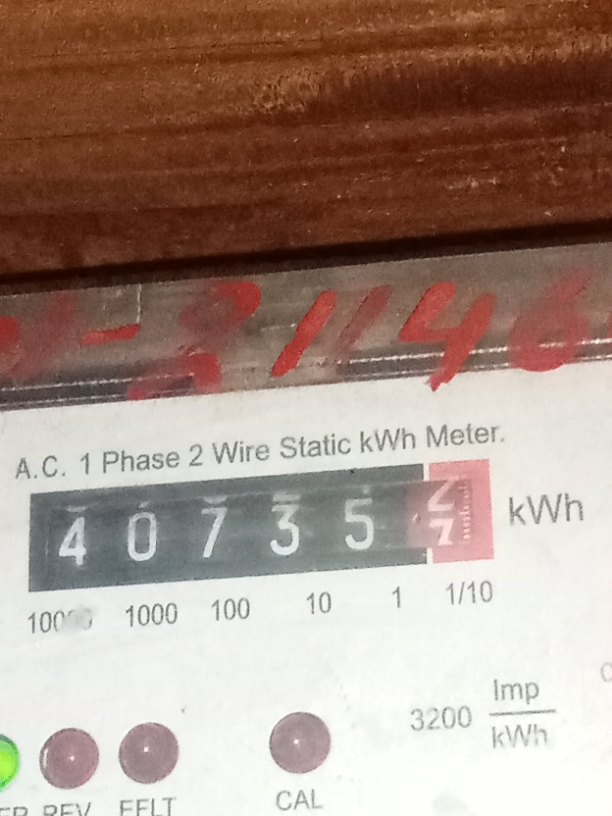 31146
A.C. 1 Phase 2 Wire Static kWh Meter.
4 0 7 3 5 kWh
1000 100 10 1 1/10
3200 Imp/kWh
REV EFLT CAL